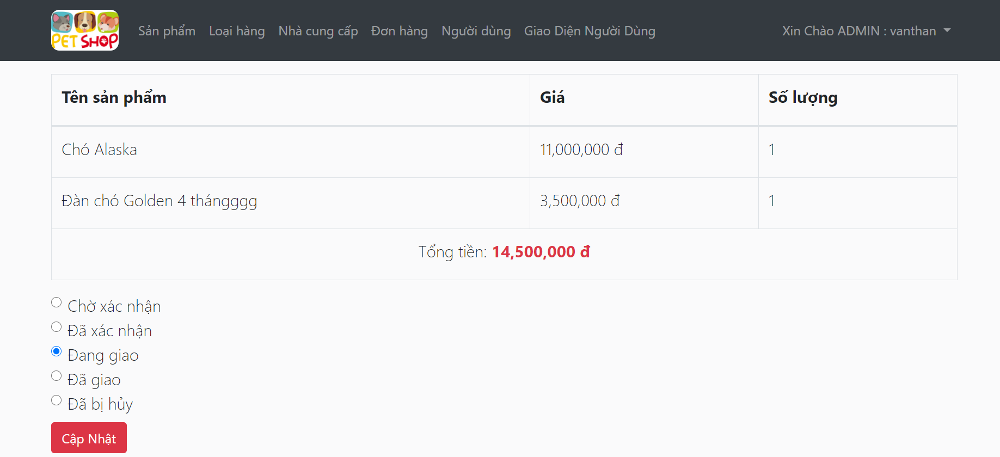 PET SHOP
Sản phẩm Loại hàng Nhà cung cấp Đơn hàng Người dùng Giao Diện Người Dùng Xin Chào ADMIN : vanthan
Tên sản phẩm Giá Số lượng
Chó Alaska 11,000,000 đ 1
Đàn chó Golden 4 thángggg 3,500,000 đ 1
Tổng tiền: 14,500,000 đ
Chờ xác nhận
Đã xác nhận
Đang giao
Đã giao
Đã bị hủy
Cập Nhật